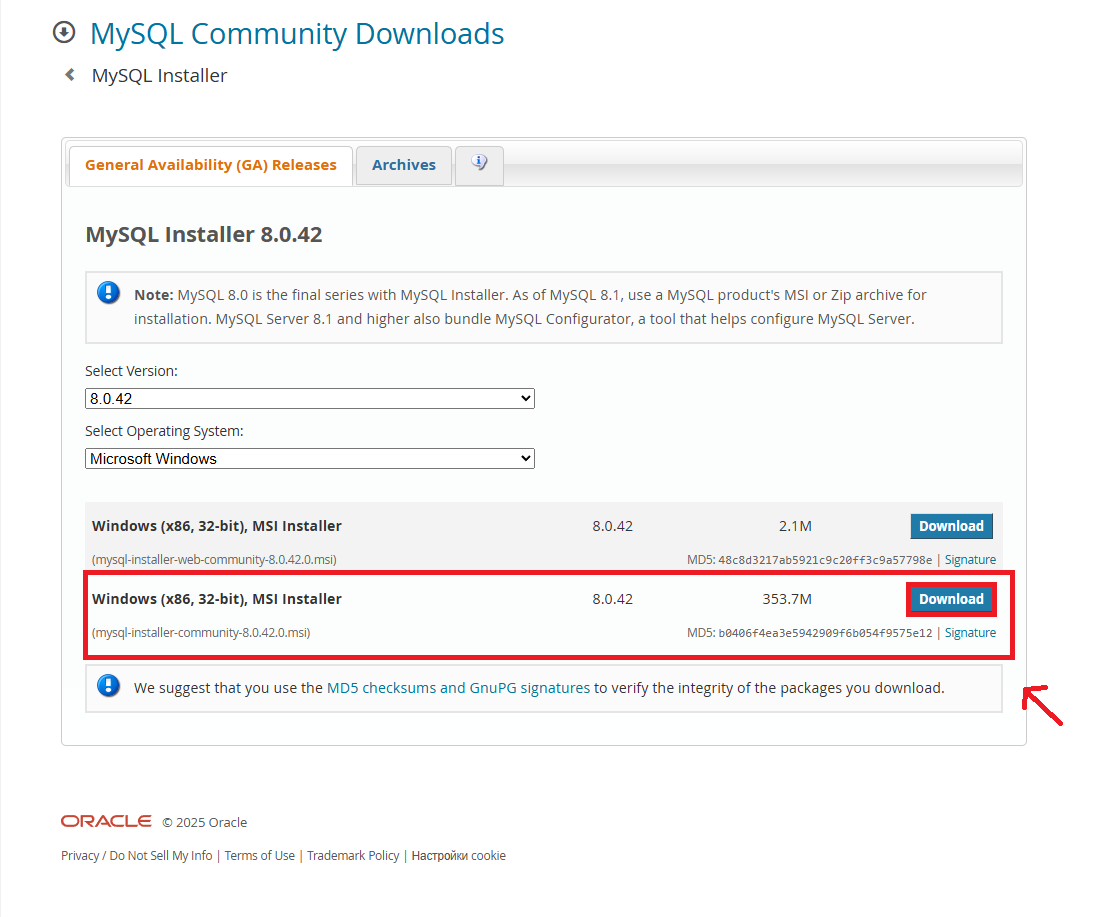 MySQL Community Downloads
MySQL Installer
General Availability (GA) Releases
Archives
MySQL Installer 8.0.42
Note: MySQL 8.0 is the final series with MySQL Installer. As of MySQL 8.1, use a MySQL product's MSI or Zip archive for
installation. MySQL Server 8.1 and higher also bundle MySQL Configurator, a tool that helps configure MySQL Server.
Select Version:
8.0.42
Select Operating System:
Microsoft Windows
Windows (x86, 32-bit), MSI Installer 8.0.42 2.1M Download
(mysql-installer-web-community-8.0.42.0.msi) MD5: 48c8d3217ab5921c9c20ff3c9a57798e | Signature
Windows (x86, 32-bit), MSI Installer 8.0.42 353.7M Download
(mysql-installer-community-8.0.42.0.msi) MD5: b0406f4ea3e5942909f6b054f9575e12 | Signature
We suggest that you use the MD5 checksums and GnuPG signatures to verify the integrity of the packages you download.
ORACLE © 2025 Oracle
Privacy / Do Not Sell My Info | Terms of Use | Trademark Policy | Настройки cookie